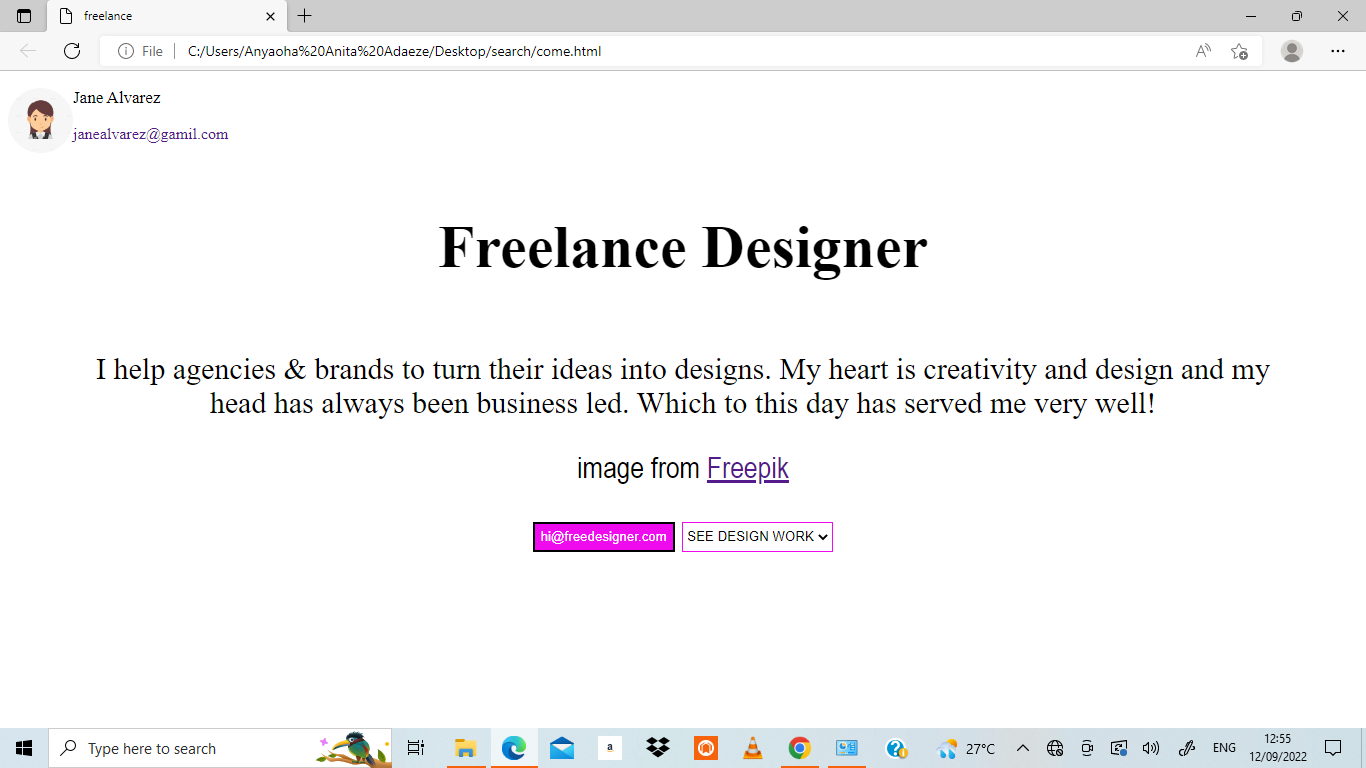 freelance
File
C:/Users/Anyaoha%20Anita%20Adaeze/Desktop/search/come.html
Jane Alvarez
janealvarez@gamil.com
Freelance Designer
I help agencies & brands to turn their ideas into designs. My heart is creativity and design and my
head has always been business led. Which to this day has served me very well!
image from Freepik
hi@freedesigner.com SEE DESIGN WORK
Type here to search
a
27°C
ENG
12:55
12/09/2022